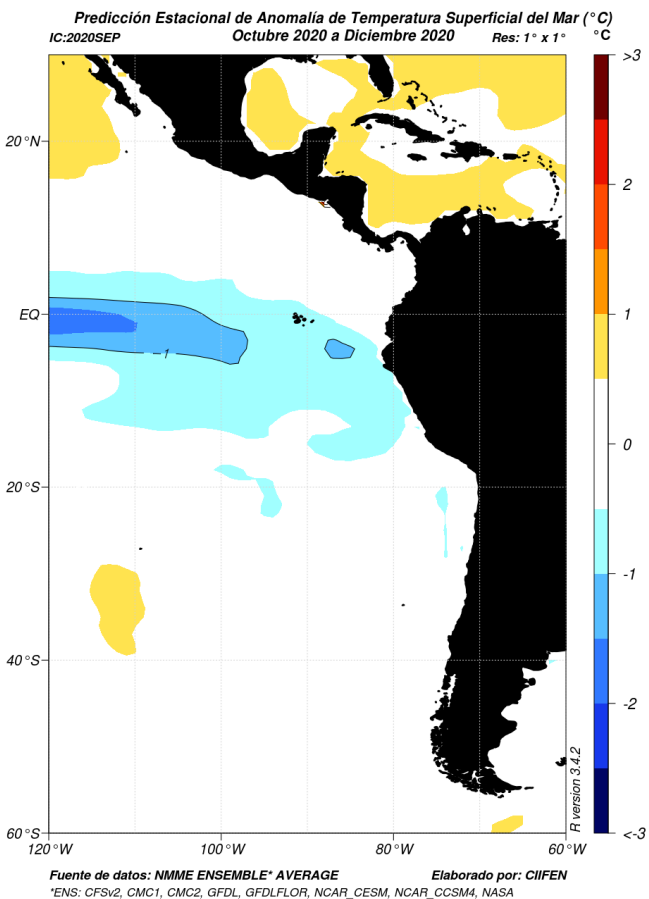 Predicción Estacional de Anomalía de Temperatura Superficial del Mar (°C)
IC:2020SEP Octubre 2020 a Diciembre 2020 Res: 1° x 1° °C
>3
20°N
2
1
EQ
-1
0
20°S
-1
40°S
-2
R version 3.4.2
60°S
<-3
120°W 100°W 80°W 60°W
Fuente de datos: NMME ENSEMBLE* AVERAGE Elaborado por: CIIFEN
*ENS: CFSv2, CMC1, CMC2, GFDL, GFDLFLOR, NCAR_CESM, NCAR_CCSM4, NASA